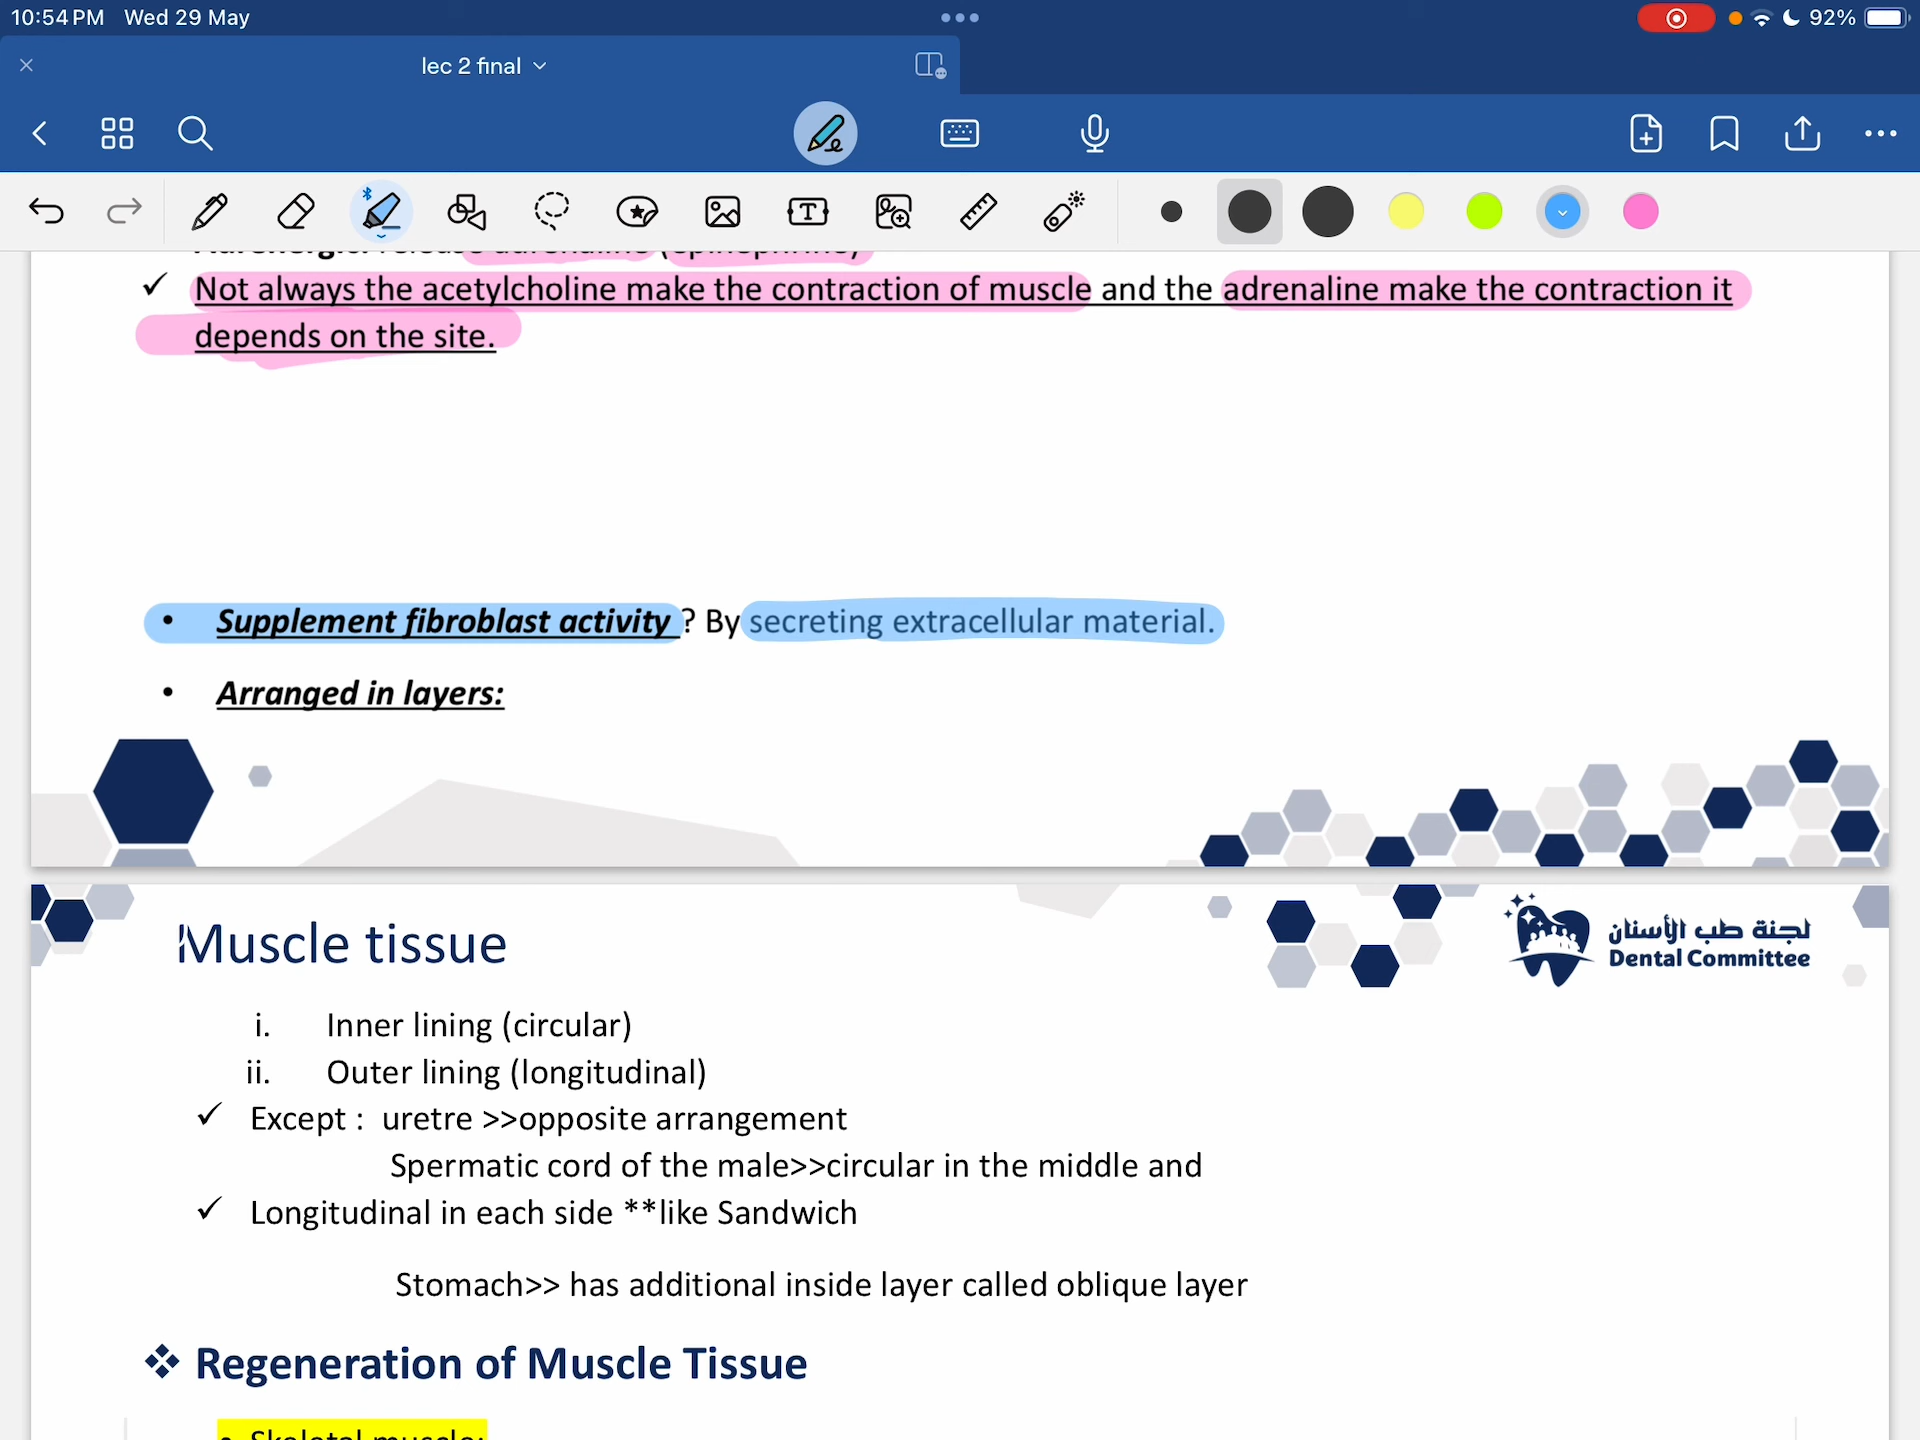 10:54 PM Wed 29 May
92%
lec 2 final
Not always the acetylcholine make the contraction of muscle and the adrenaline make the contraction it
depends on the site.
• Supplement fibroblast activity ? By secreting extracellular material.
• Arranged in layers:
Muscle tissue
لجنة طب الأسنان
Dental Committee
i. Inner lining (circular)
ii. Outer lining (longitudinal)
✓ Except : uretre >>opposite arrangement
Spermatic cord of the male>>circular in the middle and
✓ Longitudinal in each side **like Sandwich
Stomach>> has additional inside layer called oblique layer
❖ Regeneration of Muscle Tissue
• Skeletal muscle: